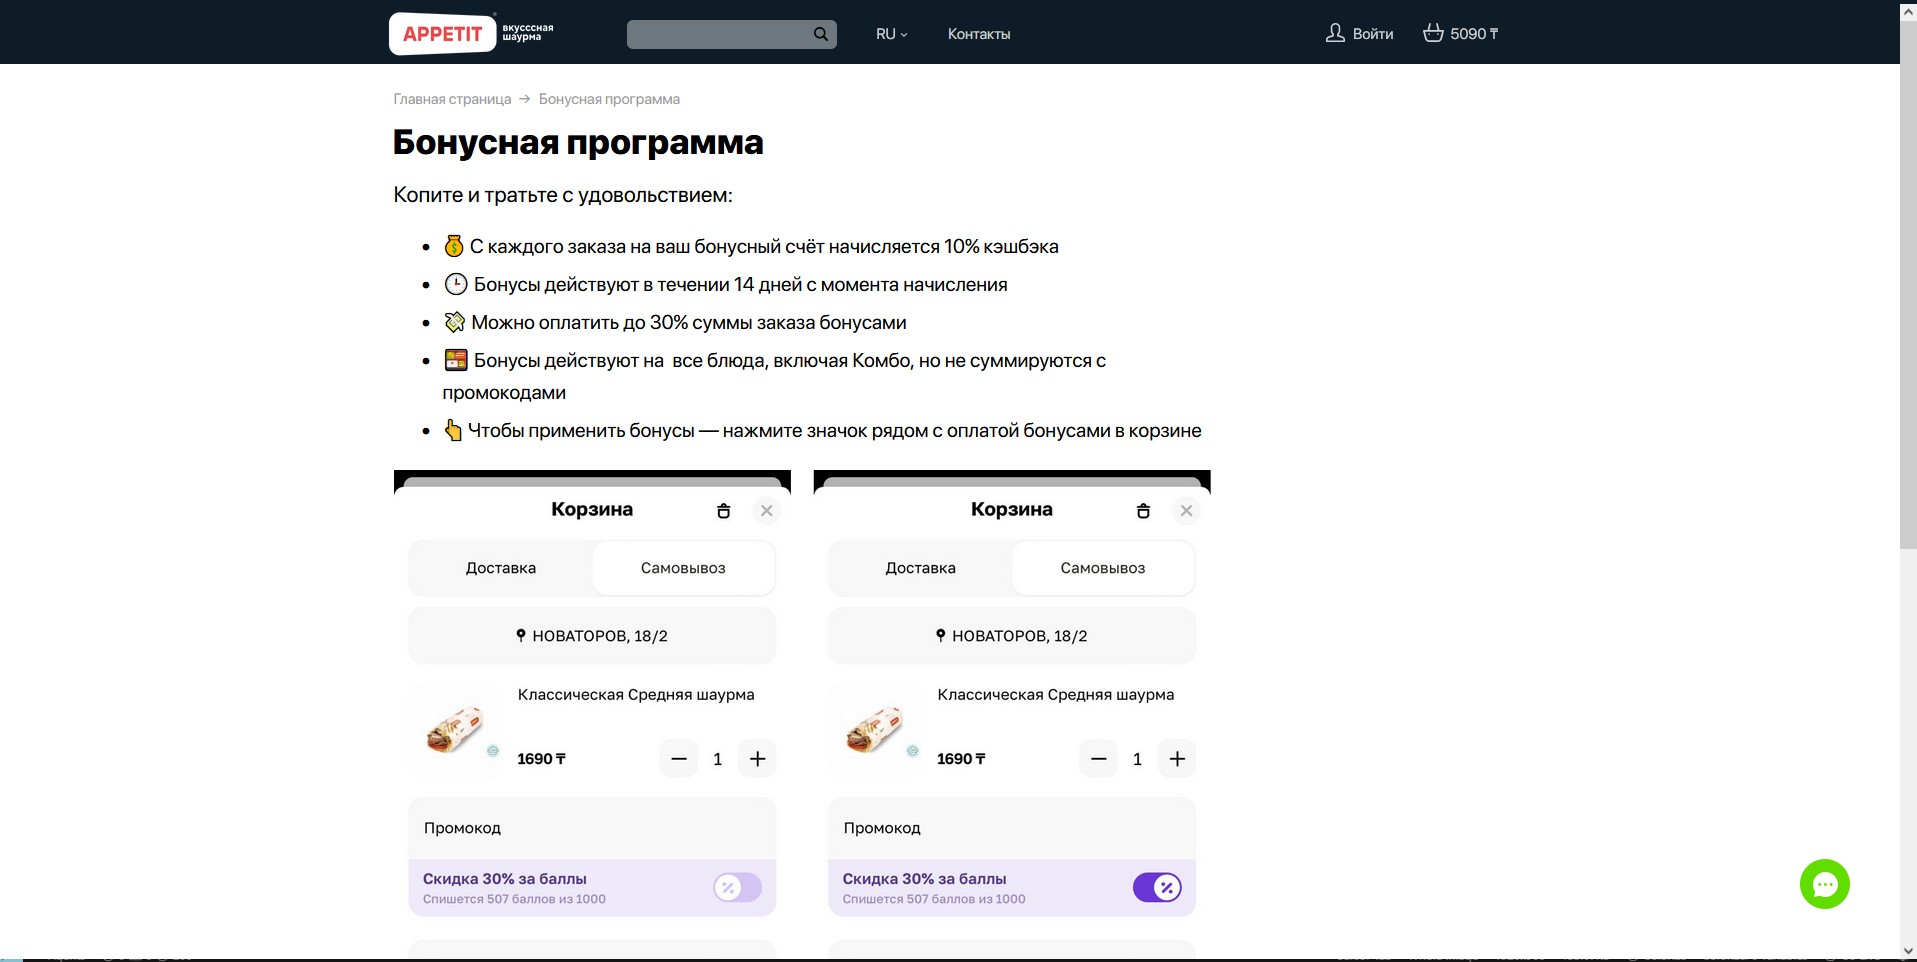 APPETIT
вкусссная
шаурма
RU
Контакты
Войти
5090 ₸
Главная страница → Бонусная программа
Бонусная программа
Копите и тратьте с удовольствием:
С каждого заказа на ваш бонусный счёт начисляется 10% кэшбэка
Бонусы действуют в течении 14 дней с момента начисления
Можно оплатить до 30% суммы заказа бонусами
Бонусы действуют на  все блюда, включая Комбо, но не суммируются с
промокодами
Чтобы применить бонусы — нажмите значок рядом с оплатой бонусами в корзине
Корзина
Доставка
Самовывоз
НОВАТОРОВ, 18/2
Классическая Средняя шаурма
1690 ₸
1
Промокод
Скидка 30% за баллы
Спишется 507 баллов из 1000
Корзина
Доставка
Самовывоз
НОВАТОРОВ, 18/2
Классическая Средняя шаурма
1690 ₸
1
Промокод
Скидка 30% за баллы
Спишется 507 баллов из 1000